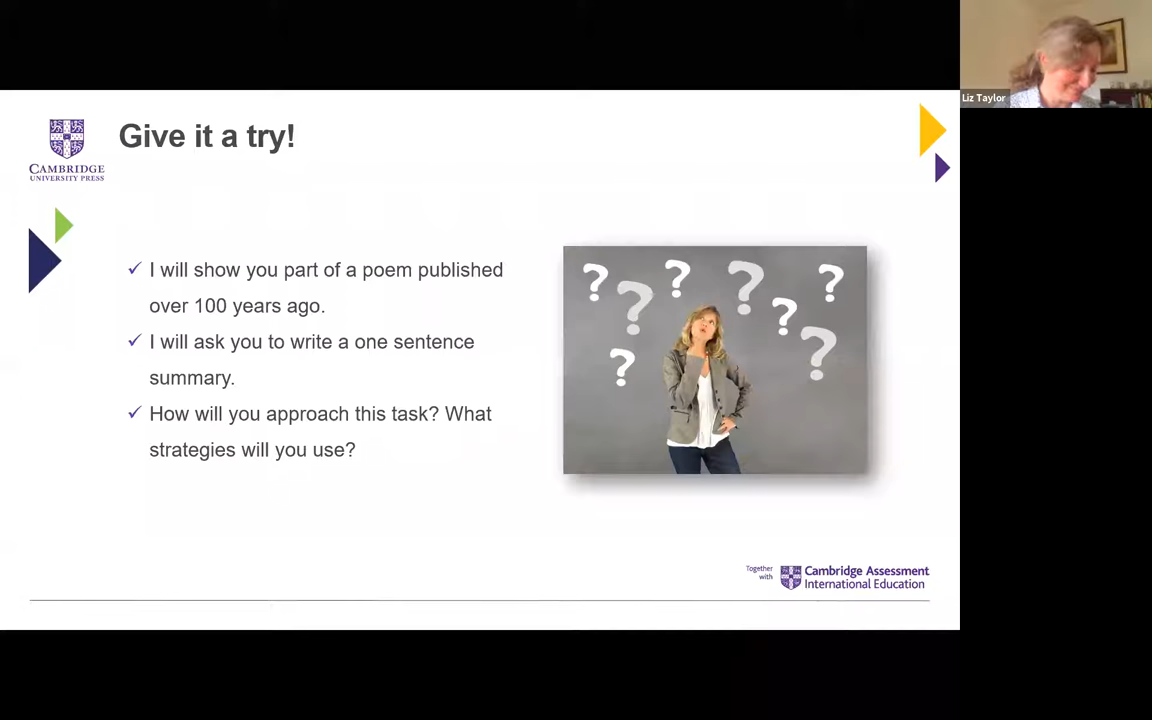 Liz Taylor
CAMBRIDGE
UNIVERSITY PRESS
Give it a try!
✓ I will show you part of a poem published
over 100 years ago.
✓ I will ask you to write a one sentence
summary.
✓ How will you approach this task? What
strategies will you use?
? ? ? ? ? ? ? ?
Together
with
Cambridge Assessment
International Education